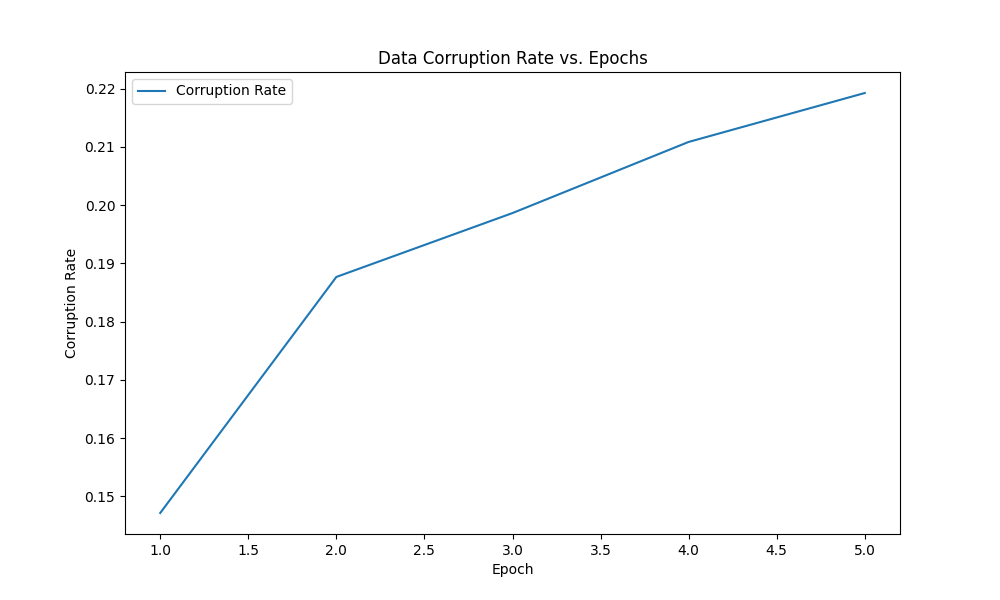 Data Corruption Rate vs. Epochs
Corruption Rate
0.22
0.21
0.20
0.19
0.18
0.17
0.16
0.15
Corruption Rate
1.0 1.5 2.0 2.5 3.0 3.5 4.0 4.5 5.0
Epoch